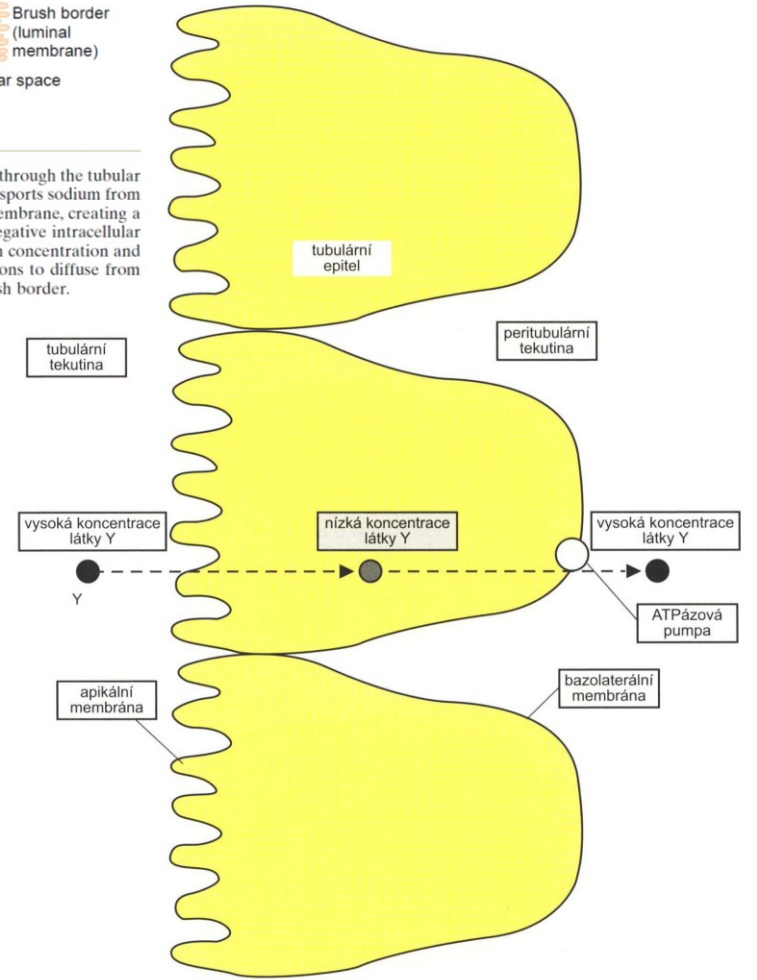 Brush border
(luminal
membrane)
ar space
through the tubular
sports sodium from
embrane, creating a
egative intracellular
n concentration and
ons to diffuse from
sh border.
tubulární
epitel
tubulární
tekutina
peritubulární
tekutina
vysoká koncentrace
látky Y
nízká koncentrace
látky Y
vysoká koncentrace
látky Y
Y
ATPázová
pumpa
apikální
membrána
bazolaterální
membrána